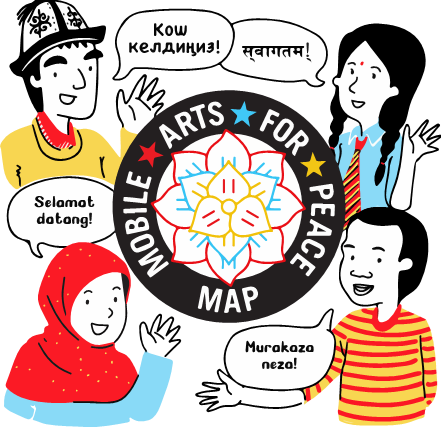 Кош
келдиңиз!
स्वागतम!
MOBILE ★ ARTS ★ FOR ★ PEACE
MAP
Selamat
datang!
Murakaza
neza!